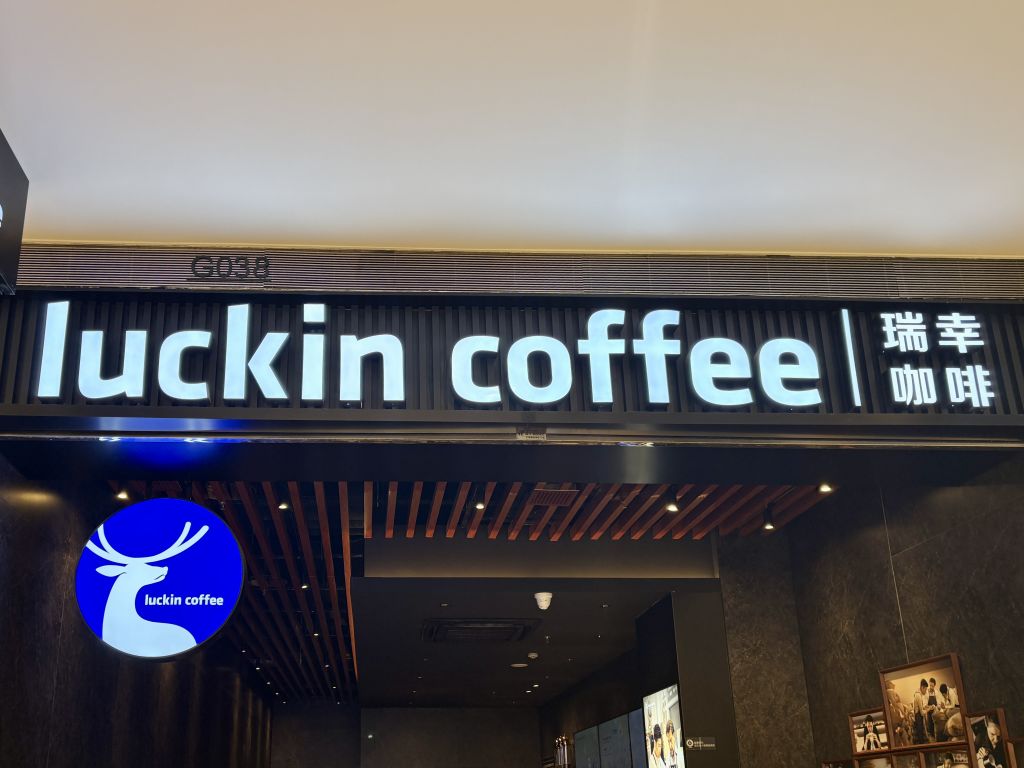 G038
luckin coffee
瑞幸
咖啡
luckin coffee